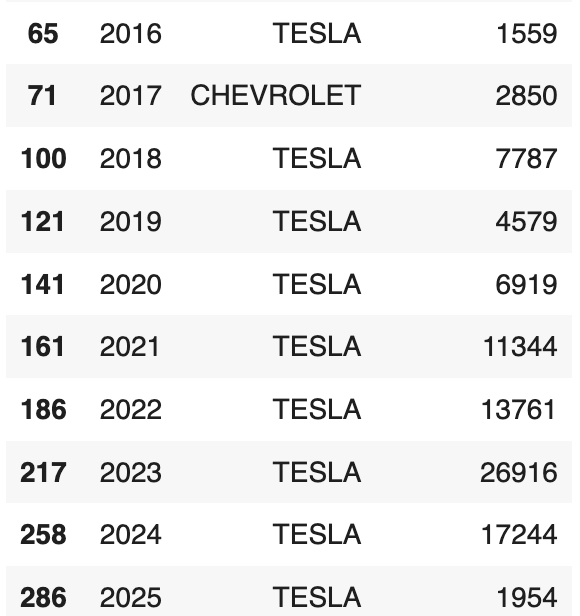 65 2016 TESLA 1559
71 2017 CHEVROLET 2850
100 2018 TESLA 7787
121 2019 TESLA 4579
141 2020 TESLA 6919
161 2021 TESLA 11344
186 2022 TESLA 13761
217 2023 TESLA 26916
258 2024 TESLA 17244
286 2025 TESLA 1954